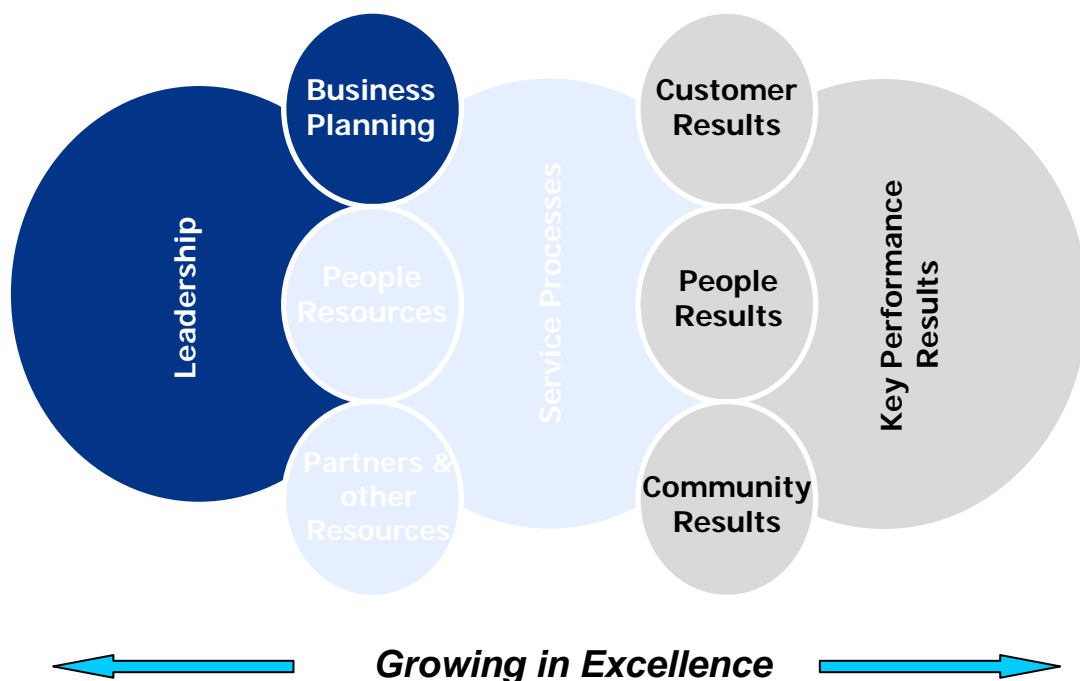 Leadership
Business
Planning
People
Resources
Partners &
other
Resources
Service Processes
Customer
Results
People
Results
Community
Results
Key Performance
Results
Growing in Excellence